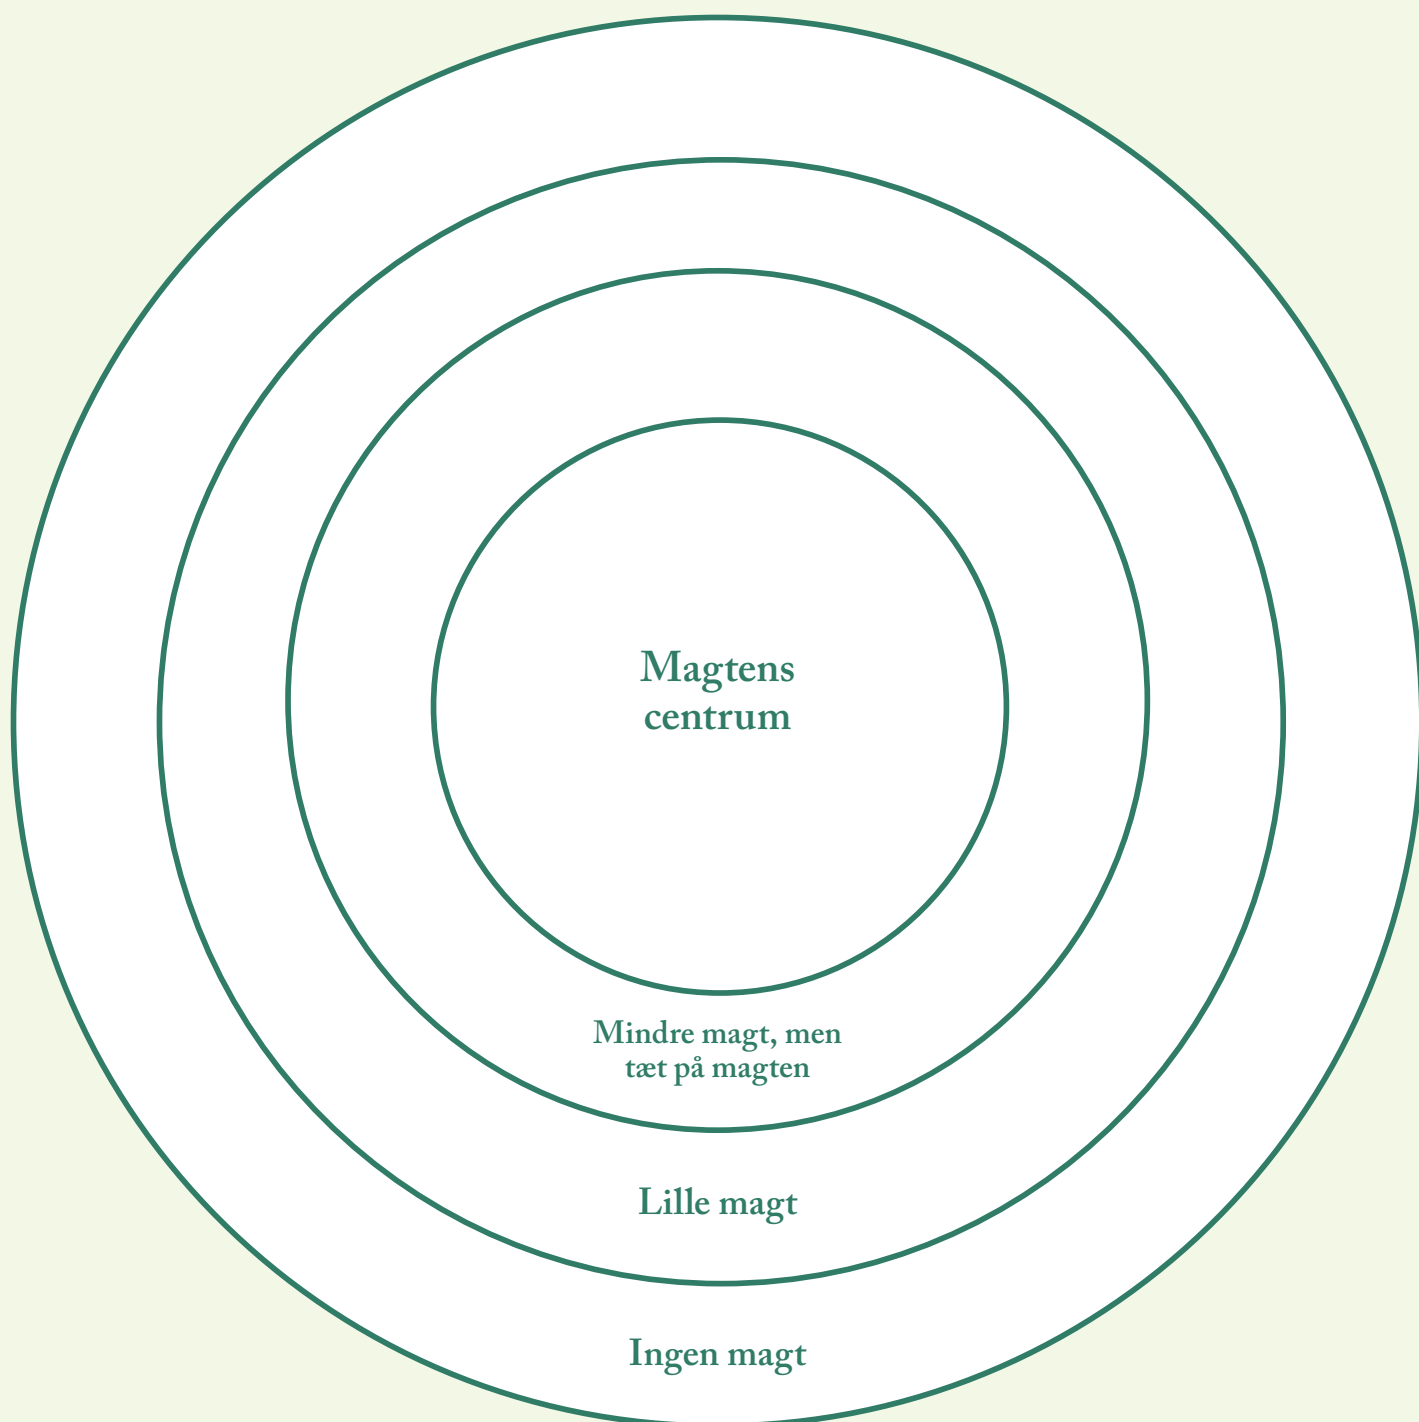 Magtens
centrum
Mindre magt, men
tæt på magten
Lille magt
Ingen magt